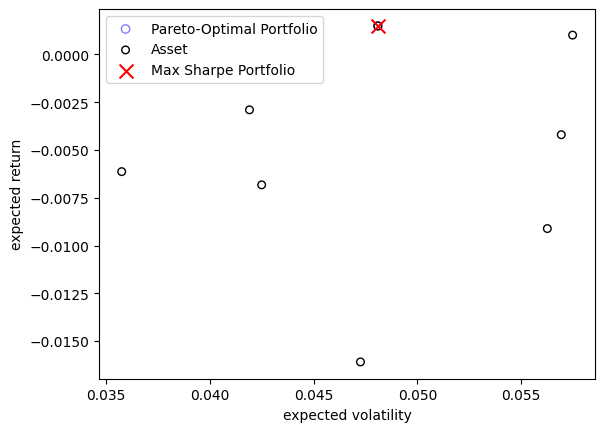 Pareto-Optimal Portfolio
Asset
Max Sharpe Portfolio
expected return
0.0000
−0.0025
−0.0050
−0.0075
−0.0100
−0.0125
−0.0150
0.035
0.040
0.045
0.050
0.055
expected volatility